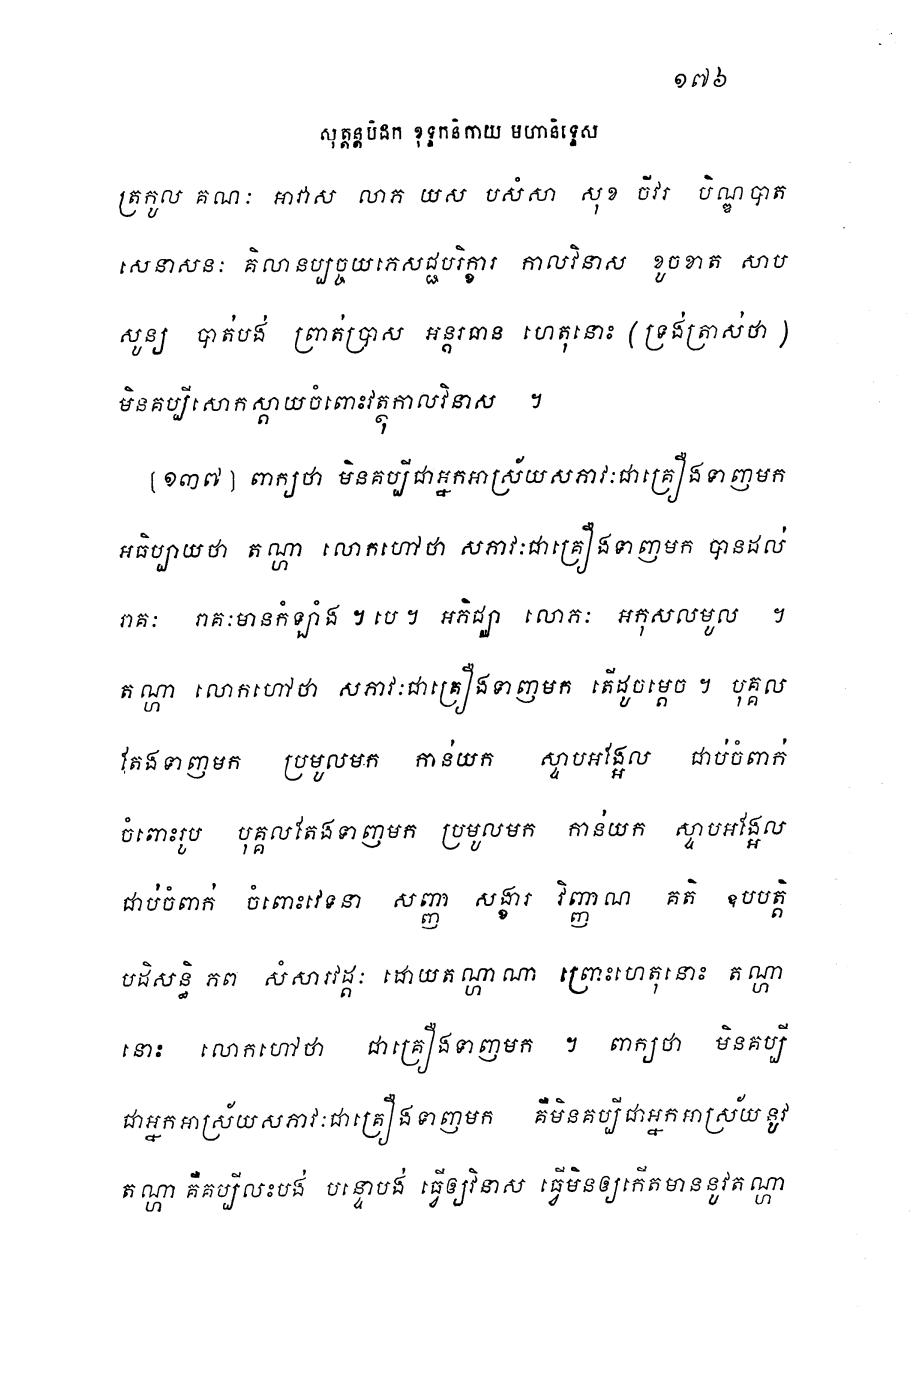 ១៧៦
សុត្តន្តបិដក ខុទ្ទកនិកាយ មហានិទ្ទេស
ត្រកូល គណៈ អាវាស លាភ យស បសំសា សុខ ចីវរ បិណ្ឌបាត
សេនាសនៈ គិលានប្បច្ចយភេសជ្ជបរិក្ខារ កាលវិនាស ខូចខាត សាប
សូន្យ បាត់បង់ ព្រាត់ប្រាស អន្តរធាន ហេតុនោះ (ទ្រង់ត្រាស់ថា)
មិនគប្បីសោកស្តាយចំពោះវត្ថុកាលវិនាស ។
(១៣៧) ពាក្យថា មិនគប្បីជាអ្នកអាស្រ័យសភាវៈជាគ្រឿងទាញមក
អធិប្បាយថា តណ្ហា លោកហៅថា សភាវៈជាគ្រឿងទាញមក បានដល់
រាគៈ រាគៈមានកំឡាំង ។ បេ ។ អភិជ្ឈា លោភៈ អកុសលមូល ។
តណ្ហា លោកហៅថា សភាវៈជាគ្រឿងទាញមក តើដូចម្តេច ។ បុគ្គល
តែងទាញមក ប្រមូលមក កាន់យក ស្ទាបអង្អែល ជាប់ចំពាក់
ចំពោះរូប បុគ្គលតែងទាញមក ប្រមូលមក កាន់យក ស្ទាបអង្អែល
ជាប់ចំពាក់ ចំពោះវេទនា សញ្ញា សង្ខារ វិញ្ញាណ គតិ ឧបបត្តិ
បដិសន្ធិ ភព សំសារវដ្តៈ ដោយតណ្ហាណា ព្រោះហេតុនោះ តណ្ហា
នោះ លោកហៅថា ជាគ្រឿងទាញមក ។ ពាក្យថា មិនគប្បី
ជាអ្នកអាស្រ័យសភាវៈជាគ្រឿងទាញមក គឺមិនគប្បីជាអ្នកអាស្រ័យនូវ
តណ្ហា គឺគប្បីលះបង់ បន្ទោបង់ ធ្វើឲ្យវិនាស ធ្វើមិនឲ្យកើតមាននូវតណ្ហា